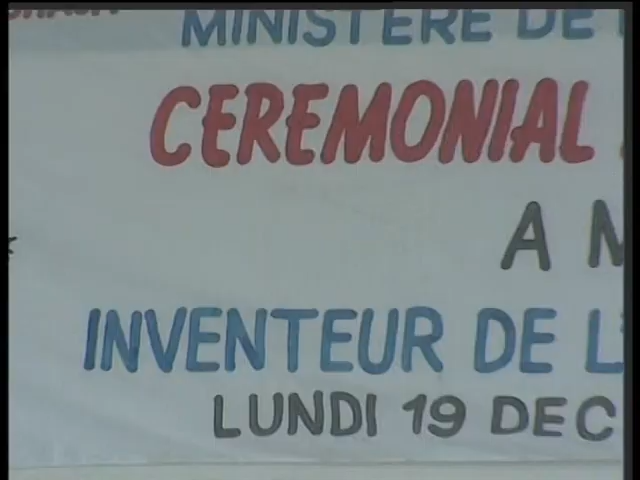 MINISTERE DE
CEREMONIAL
A
INVENTEUR DE L'
LUNDI 19 DEC